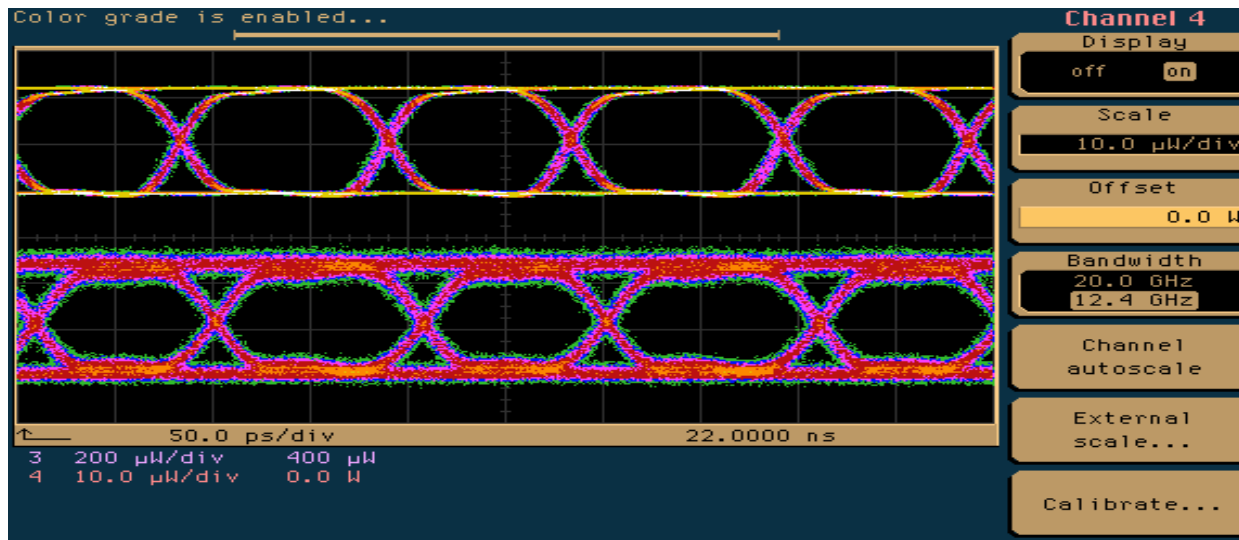 Color grade is enabled...
Channel 4
Display
off on
Scale
10.0 µW/div
Offset
0.0 W
Bandwidth
20.0 GHz
12.4 GHz
Channel
autoscale
External
scale...
Calibrate...
50.0 ps/div 22.0000 ns
3 200 µW/div 400 µW
4 10.0 µW/div 0.0 W